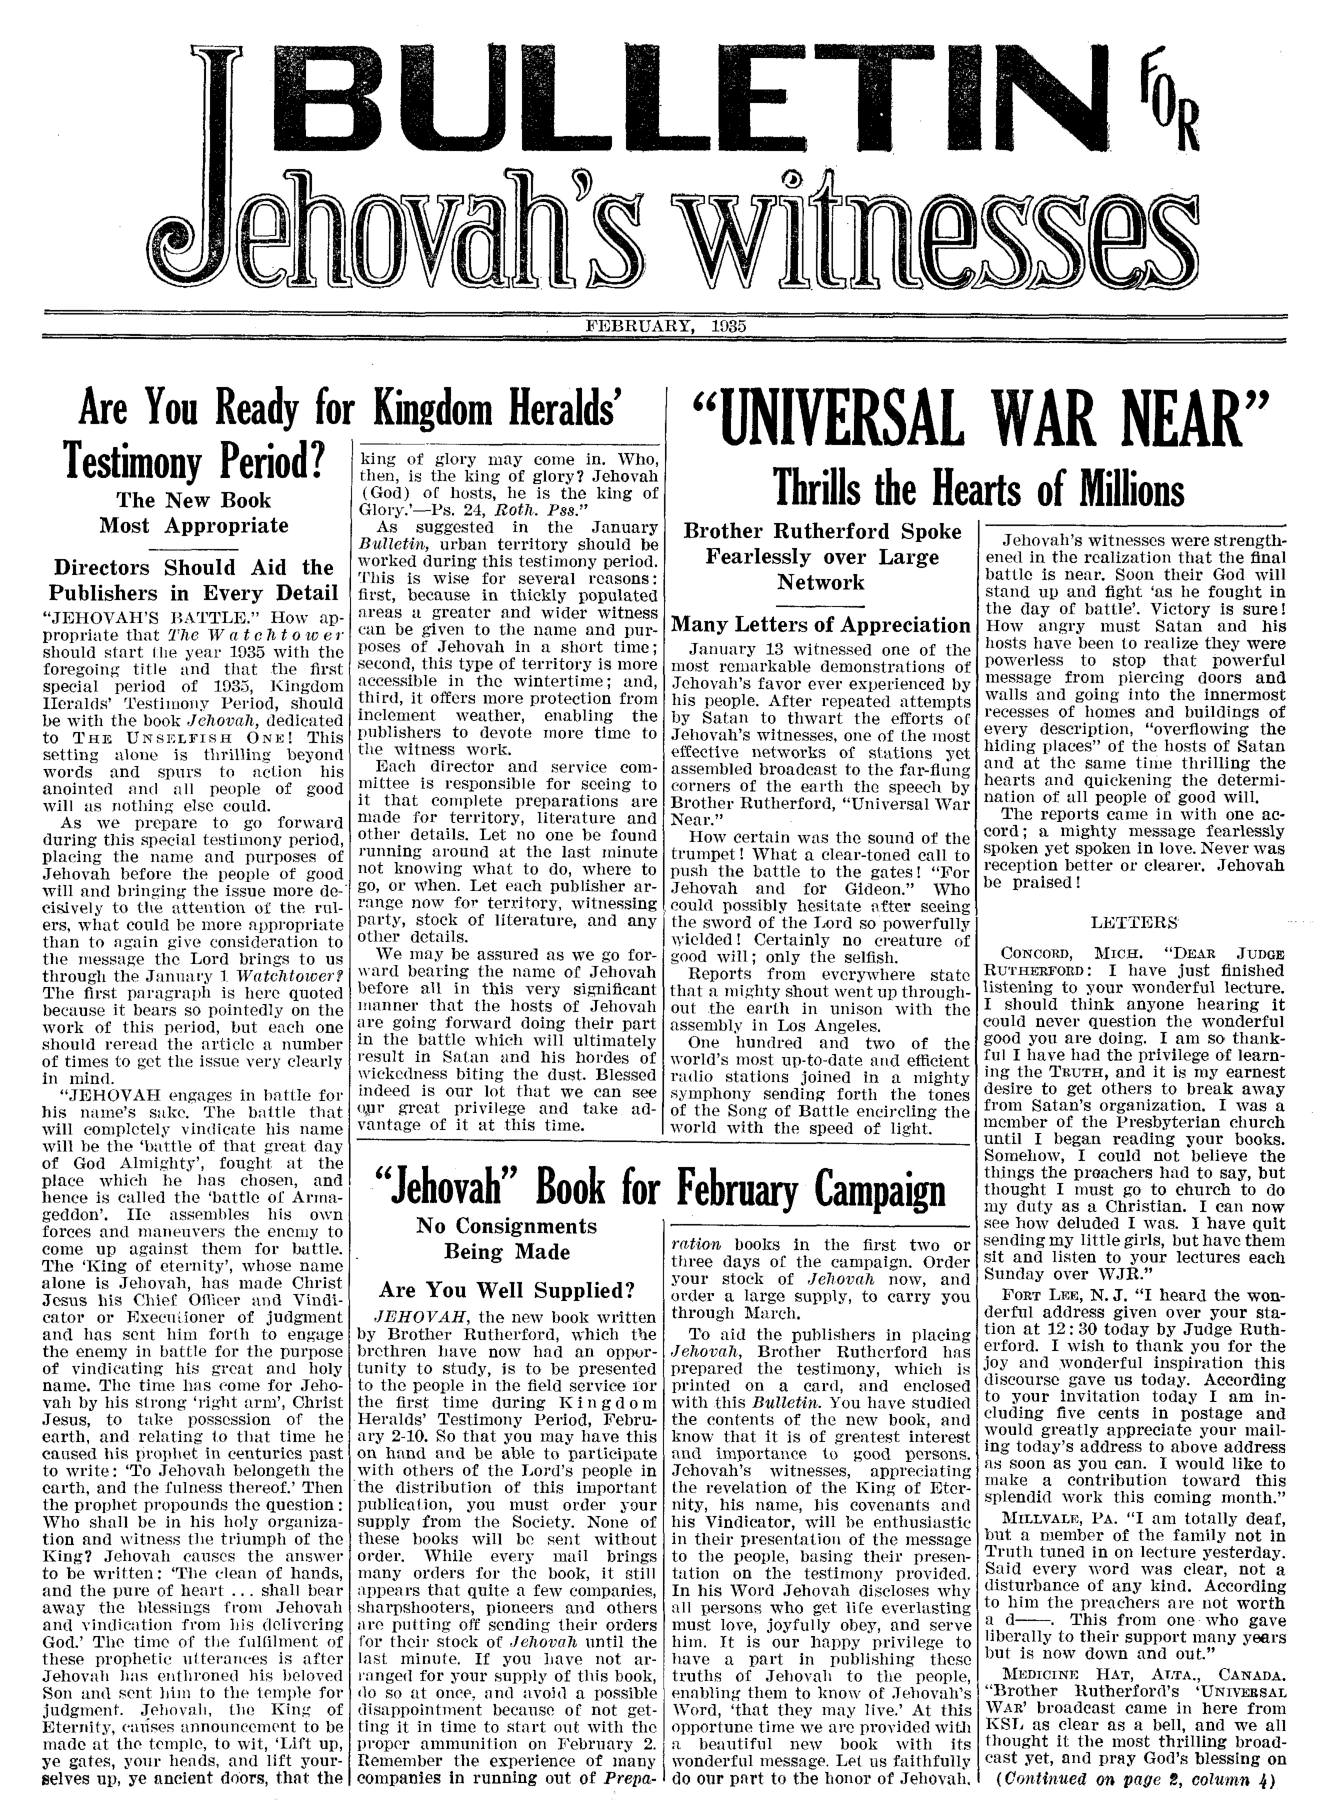 BULLETIN FOR
Jehovah's witnesses
FEBRUARY, 1935
Are You Ready for Kingdom Heralds'
Testimony Period?
The New Book
Most Appropriate
Directors Should Aid the
Publishers in Every Detail
"JEHOVAH'S BATTLE." How ap-
propriate that The Watchtower
should start the year 1935 with the
foregoing title and that the first
special period of 1935, Kingdom
Heralds' Testimony Period, should
be with the book Jehovah, dedicated
to THE UNSELFISH ONE! This
setting alone is thrilling beyond
words and spurs to action his
anointed and all people of good
will as nothing else could.
As we prepare to go forward
during this special testimony period,
placing the name and purposes of
Jehovah before the people of good
will and bringing the issue more de-
cisively to the attention of the rul-
ers, what could be more appropriate
than to again give consideration to
the message the Lord brings to us
through the January 1 Watchtower?
The first paragraph is here quoted
because it bears so pointedly on the
work of this period, but each one
should reread the article a number
of times to get the issue very clearly
in mind.
"JEHOVAH engages in battle for
his name's sake. The battle that
will completely vindicate his name
will be the 'battle of that great day
of God Almighty', fought at the
place which he has chosen, and
hence is called the 'battle of Arma-
geddon'. He assembles his own
forces and maneuvers the enemy to
come up against them for battle.
The 'King of eternity', whose name
alone is Jehovah, has made Christ
Jesus his Chief Officer and Vindi-
cator or Executioner of judgment
and has sent him forth to engage
the enemy in battle for the purpose
of vindicating his great and holy
name. The time has come for Jeho-
vah by his strong 'right arm', Christ
Jesus, to take possession of the
earth, and relating to that time he
caused his prophet in centuries past
to write: 'To Jehovah belongeth the
earth, and the fulness thereof.' Then
the prophet propounds the question:
Who shall be in his holy organiza-
tion and witness the triumph of the
King? Jehovah causes the answer
to be written: 'The clean of hands,
and the pure of heart ... shall bear
away the blessings from Jehovah
and vindication from his delivering
God.' The time of the fulfilment of
these prophetic utterances is after
Jehovah has enthroned his beloved
Son and sent him to the temple for
judgment. Jehovah, the King of
Eternity, causes announcement to be
made at the temple, to wit, 'Lift up,
ye gates, your heads, and lift your-
selves up, ye ancient doors, that the
king of glory may come in. Who,
then, is the king of glory? Jehovah
(God) of hosts, he is the king of
Glory.'—Ps. 24, Roth. Pss."
As suggested in the January
Bulletin, urban territory should be
worked during this testimony period.
This is wise for several reasons:
first, because in thickly populated
areas a greater and wider witness
can be given to the name and pur-
poses of Jehovah in a short time;
second, this type of territory is more
accessible in the wintertime; and,
third, it offers more protection from
inclement weather, enabling the
publishers to devote more time to
the witness work.
Each director and service com-
mittee is responsible for seeing to
it that complete preparations are
made for territory, literature and
other details. Let no one be found
running around at the last minute
not knowing what to do, where to
go, or when. Let each publisher ar-
range now for territory, witnessing
party, stock of literature, and any
other details.
We may be assured as we go for-
ward bearing the name of Jehovah
before all in this very significant
manner that the hosts of Jehovah
are going forward doing their part
in the battle which will ultimately
result in Satan and his hordes of
wickedness biting the dust. Blessed
indeed is our lot that we can see
our great privilege and take ad-
vantage of it at this time.
"Jehovah" Book for February Campaign
No Consignments
Being Made
Are You Well Supplied?
JEHOVAH, the new book written
by Brother Rutherford, which the
brethren have now had an oppor-
tunity to study, is to be presented
to the people in the field service for
the first time during Kingdom
Heralds' Testimony Period, Febru-
ary 2-10. So that you may have this
on hand and be able to participate
with others of the Lord's people in
the distribution of this important
publication, you must order your
supply from the Society. None of
these books will be sent without
order. While every mail brings
many orders for the book, it still
appears that quite a few companies,
sharpshooters, pioneers and others
are putting off sending their orders
for their stock of Jehovah until the
last minute. If you have not ar-
ranged for your supply of this book,
do so at once, and avoid a possible
disappointment because of not get-
ting it in time to start out with the
proper ammunition on February 2.
Remember the experience of many
companies in running out of Prepa-
ration books in the first two or
three days of the campaign. Order
your stock of Jehovah now, and
order a large supply, to carry you
through March.
To aid the publishers in placing
Jehovah, Brother Rutherford has
prepared the testimony, which is
printed on a card, and enclosed
with this Bulletin. You have studied
the contents of the new book, and
know that it is of greatest interest
and importance to good persons.
Jehovah's witnesses, appreciating
the revelation of the King of Eter-
nity, his name, his covenants and
his Vindicator, will be enthusiastic
in their presentation of the message
to the people, basing their presen-
tation on the testimony provided.
In his Word Jehovah discloses why
all persons who get life everlasting
must love, joyfully obey, and serve
him. It is our happy privilege to
have a part in publishing these
truths of Jehovah to the people,
enabling them to know of Jehovah's
Word, 'that they may live.' At this
opportune time we are provided with
a beautiful new book with its
wonderful message. Let us faithfully
do our part to the honor of Jehovah.
"UNIVERSAL WAR NEAR"
Thrills the Hearts of Millions
Brother Rutherford Spoke
Fearlessly over Large
Network
Many Letters of Appreciation
January 13 witnessed one of the
most remarkable demonstrations of
Jehovah's favor ever experienced by
his people. After repeated attempts
by Satan to thwart the efforts of
Jehovah's witnesses, one of the most
effective networks of stations yet
assembled broadcast to the far-flung
corners of the earth the speech by
Brother Rutherford, "Universal War
Near."
How certain was the sound of the
trumpet! What a clear-toned call to
push the battle to the gates! "For
Jehovah and for Gideon." Who
could possibly hesitate after seeing
the sword of the Lord so powerfully
wielded! Certainly no creature of
good will; only the selfish.
Reports from everywhere state
that a mighty shout went up through-
out the earth in unison with the
assembly in Los Angeles.
One hundred and two of the
world's most up-to-date and efficient
radio stations joined in a mighty
symphony sending forth the tones
of the Song of Battle encircling the
world with the speed of light.
Jehovah's witnesses were strength-
ened in the realization that the final
battle is near. Soon their God will
stand up and fight 'as he fought in
the day of battle'. Victory is sure!
How angry must Satan and his
hosts have been to realize they were
powerless to stop that powerful
message from piercing doors and
walls and going into the innermost
recesses of homes and buildings of
every description, "overflowing the
hiding places" of the hosts of Satan
and at the same time thrilling the
hearts and quickening the determi-
nation of all people of good will.
The reports came in with one ac-
cord; a mighty message fearlessly
spoken yet spoken in love. Never was
reception better or clearer. Jehovah
be praised!
LETTERS
CONCORD, MICH. "DEAR JUDGE
RUTHERFORD: I have just finished
listening to your wonderful lecture.
I should think anyone hearing it
could never question the wonderful
good you are doing. I am so thank-
ful I have had the privilege of learn-
ing the TRUTH, and it is my earnest
desire to get others to break away
from Satan's organization. I was a
member of the Presbyterian church
until I began reading your books.
Somehow, I could not believe the
things the preachers had to say, but
thought I must go to church to do
my duty as a Christian. I can now
see how deluded I was. I have quit
sending my little girls, but have them
sit and listen to your lectures each
Sunday over WJR."
FORT LEE, N. J. "I heard the won-
derful address given over your sta-
tion at 12:30 today by Judge Ruth-
erford. I wish to thank you for the
joy and wonderful inspiration this
discourse gave us today. According
to your invitation today I am in-
cluding five cents in postage and
would greatly appreciate your mail-
ing today's address to above address
as soon as you can. I would like to
make a contribution toward this
splendid work this coming month."
MILLVALE, PA. "I am totally deaf,
but a member of the family not in
Truth tuned in on lecture yesterday.
Said every word was clear, not a
disturbance of any kind. According
to him the preachers are not worth
a d——. This from one who gave
liberally to their support many years
but is now down and out."
MEDICINE HAT, ALTA., CANADA.
"Brother Rutherford's 'UNIVERSAL
WAR' broadcast came in here from
KSL as clear as a bell, and we all
thought it the most thrilling broad-
cast yet, and pray God's blessing on
(Continued on page 2, column 4)